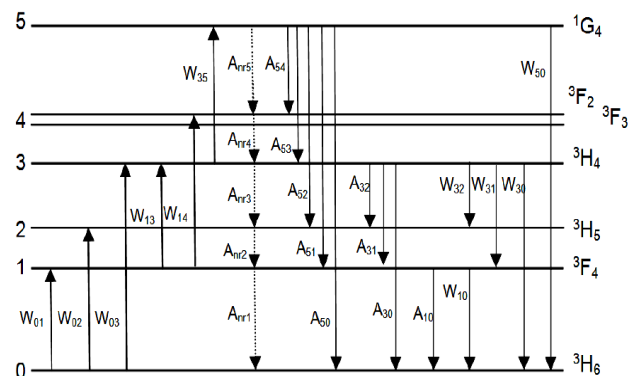 5 ¹G₄
W₃₅ Aₙᵣ₅ A₅₄ W₅₀
³F₂ ³F₃
4
Aₙᵣ₄ A₅₃
3 ³H₄
W₁₃ W₁₄ Aₙᵣ₃ A₅₂ A₃₂ W₃₂ W₃₁ W₃₀
2 ³H₅
Aₙᵣ₂ A₅₁ A₃₁
1 ³F₄
W₀₁ W₀₂ W₀₃ Aₙᵣ₁ A₅₀ A₃₀ A₁₀ W₁₀
0 ³H₆